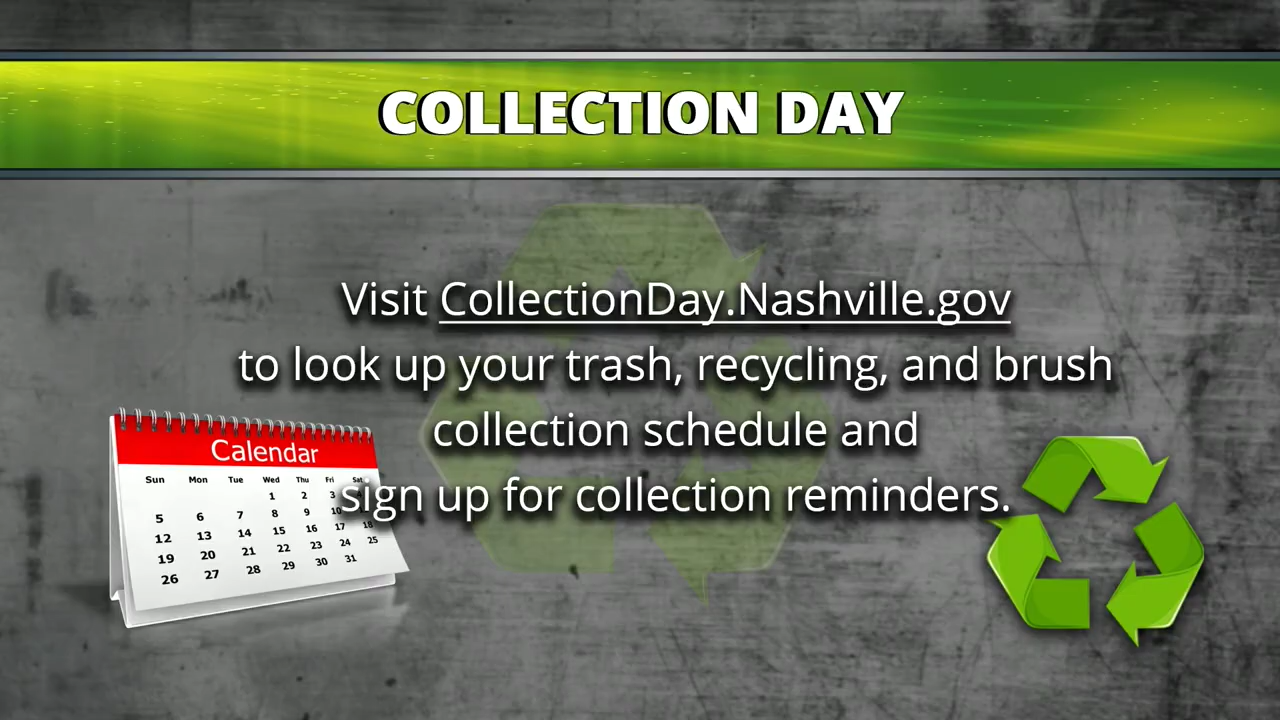 COLLECTION DAY
Visit CollectionDay.Nashville.gov
to look up your trash, recycling, and brush
collection schedule and
sign up for collection reminders.
Calendar
Sun Mon Tue Wed Thu Fri Sat
1 2 3
5 6 7 8 9 10
12 13 14 15 16 17 18
19 20 21 22 23 24 25
26 27 28 29 30 31